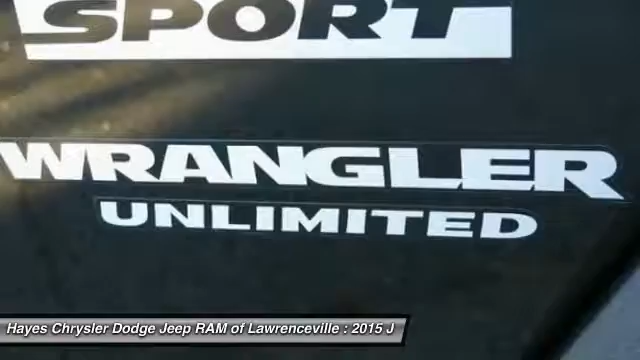 SPORT
WRANGLER
UNLIMITED
Hayes Chrysler Dodge Jeep RAM of Lawrenceville : 2015 J